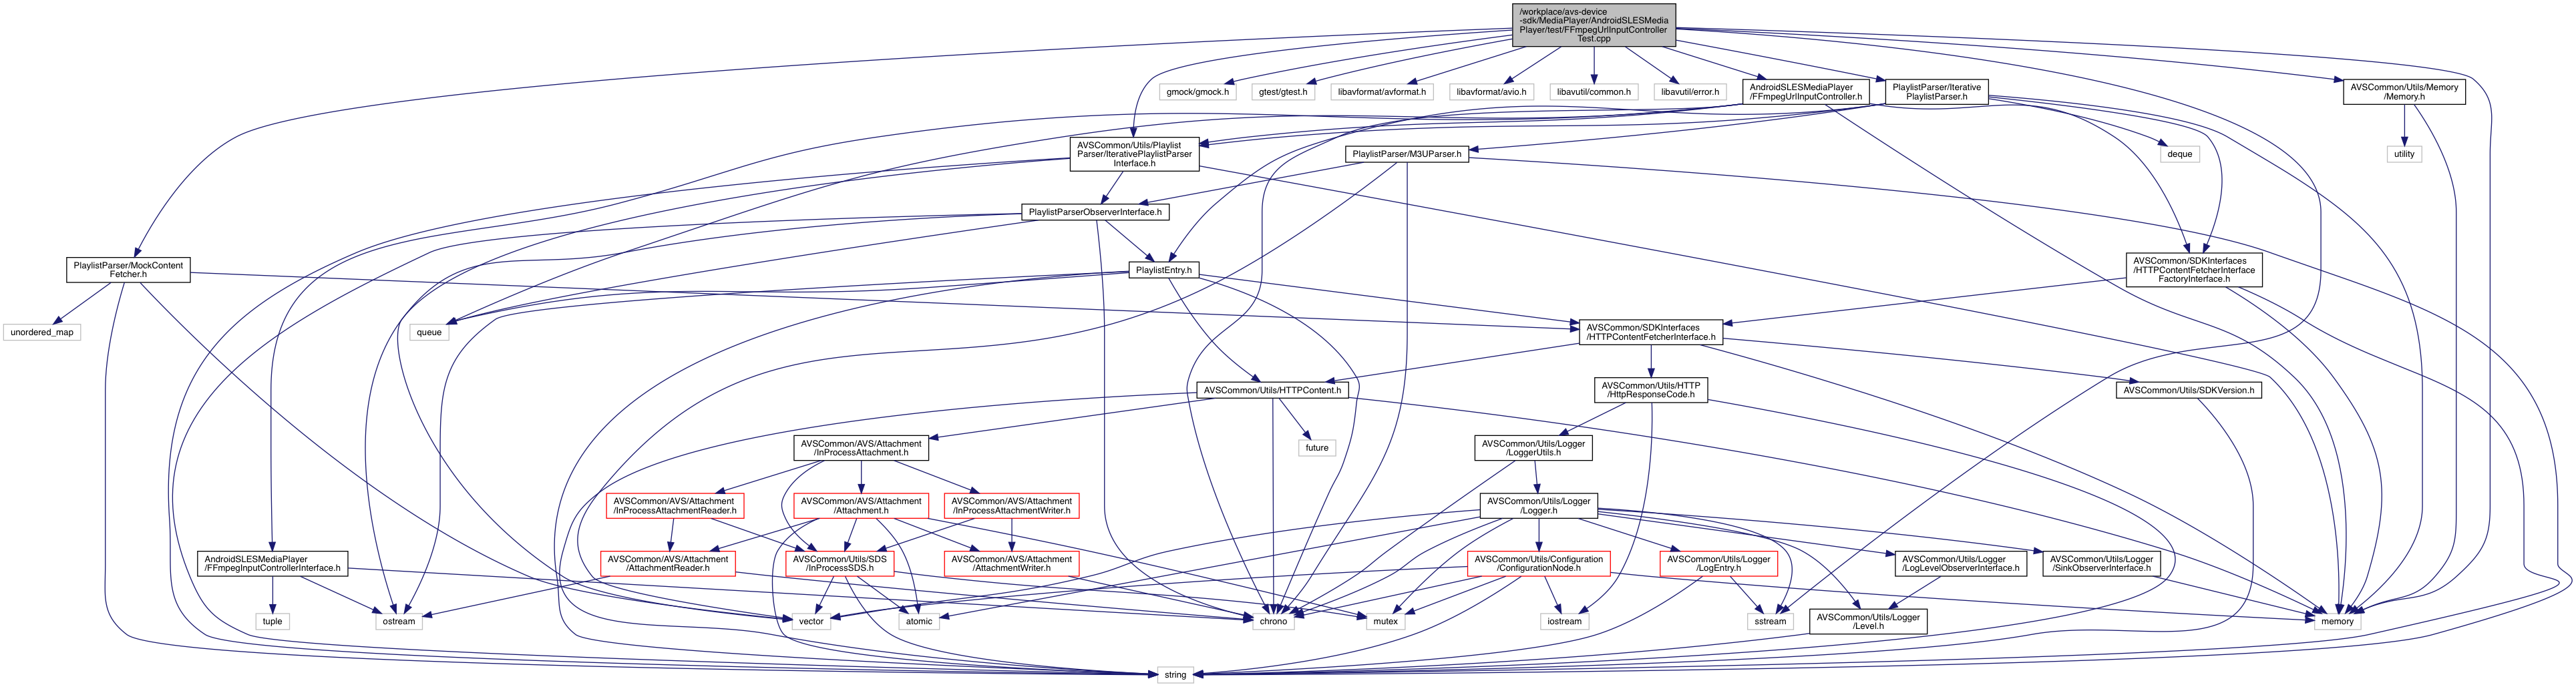 /workplace/avs-device
-sdk/MediaPlayer/AndroidSLESMedia
Player/test/FFmpegUrlInputController
Test.cpp
gmock/gmock.h
gtest/gtest.h
libavformat/avformat.h
libavformat/avio.h
libavutil/common.h
libavutil/error.h
AndroidSLESMediaPlayer
/FFmpegUrlInputController.h
PlaylistParser/Iterative
PlaylistParser.h
AVSCommon/Utils/Memory
/Memory.h
AVSCommon/Utils/Playlist
Parser/IterativePlaylistParser
Interface.h
PlaylistParser/M3UParser.h
deque
utility
PlaylistParserObserverInterface.h
PlaylistParser/MockContent
Fetcher.h
PlaylistEntry.h
AVSCommon/SDKInterfaces
/HTTPContentFetcherInterface
FactoryInterface.h
unordered_map
queue
AVSCommon/SDKInterfaces
/HTTPContentFetcherInterface.h
AVSCommon/Utils/HTTPContent.h
AVSCommon/Utils/HTTP
/HttpResponseCode.h
AVSCommon/Utils/SDKVersion.h
AVSCommon/AVS/Attachment
/InProcessAttachment.h
future
AVSCommon/Utils/Logger
/LoggerUtils.h
AVSCommon/AVS/Attachment
/InProcessAttachmentReader.h
AVSCommon/AVS/Attachment
/Attachment.h
AVSCommon/AVS/Attachment
/InProcessAttachmentWriter.h
AVSCommon/Utils/Logger
/Logger.h
AndroidSLESMediaPlayer
/FFmpegInputControllerInterface.h
AVSCommon/AVS/Attachment
/AttachmentReader.h
AVSCommon/Utils/SDS
/InProcessSDS.h
AVSCommon/AVS/Attachment
/AttachmentWriter.h
AVSCommon/Utils/Configuration
/ConfigurationNode.h
AVSCommon/Utils/Logger
/LogEntry.h
AVSCommon/Utils/Logger
/LogLevelObserverInterface.h
AVSCommon/Utils/Logger
/SinkObserverInterface.h
tuple
ostream
vector
atomic
chrono
mutex
iostream
sstream
AVSCommon/Utils/Logger
/Level.h
memory
string